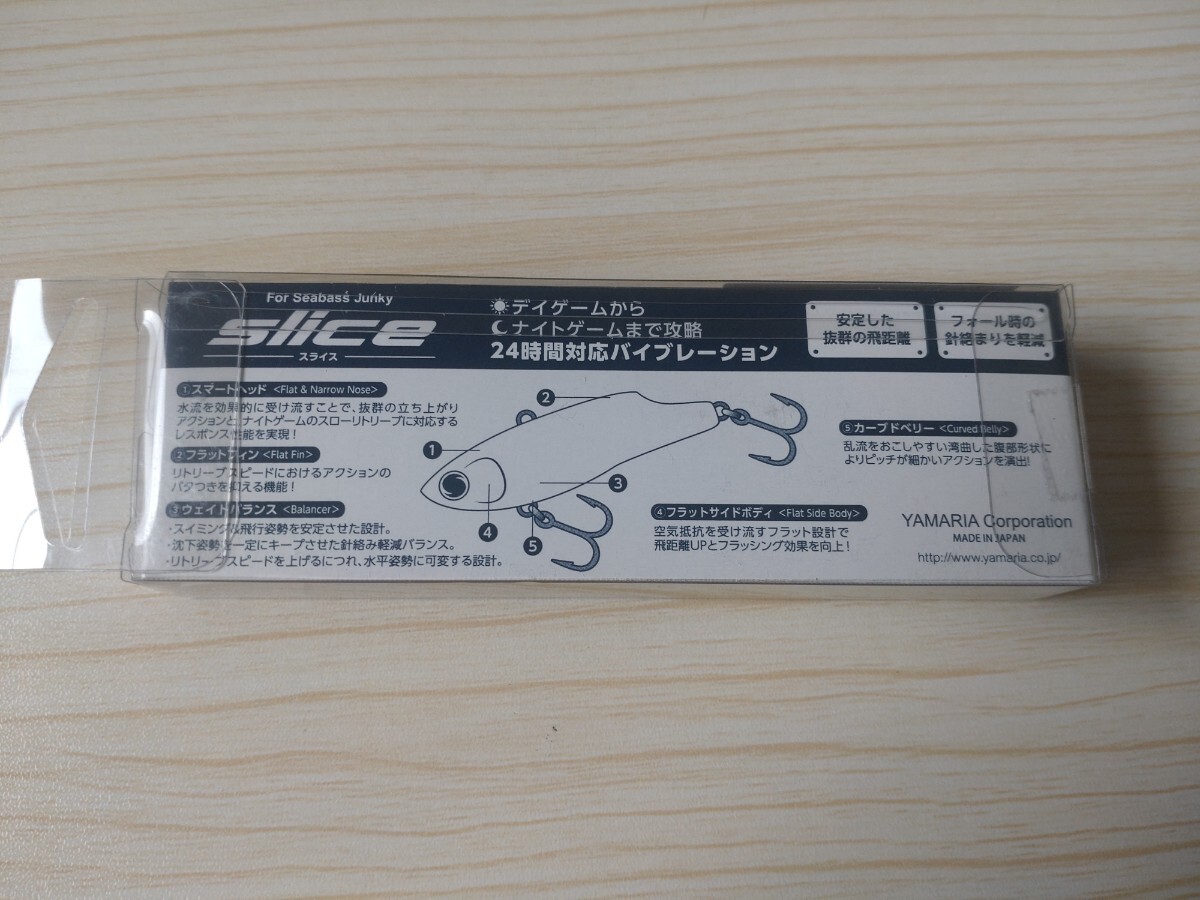 For Seabass Junky
slice
スライス
デイゲームから
ナイトゲームまで攻略
24時間対応バイブレーション
安定した
抜群の飛距離
フォール時の
針絡まりを軽減
①スマートヘッド <Flat & Narrow Nose>
水流を効果的に受け流すことで、抜群の立ち上がり
アクションと、ナイトゲームのスローリトリーブに対応する
レスポンス性能を実現!
②フラットフィン <Flat Fin>
リトリーブスピードにおけるアクションの
バタつきを抑える機能!
③ウェイトバランス <Balancer>
・スイミング&飛行姿勢を安定させた設計。
・沈下姿勢を一定にキープさせた針絡み軽減バランス。
・リトリーブスピードを上げるにつれ、水平姿勢に可変する設計。
1
2
3
4
5
④フラットサイドボディ <Flat Side Body>
空気抵抗を受け流すフラット設計で
飛距離UPとフラッシング効果を向上!
⑤カーブドベリー <Curved Belly>
乱流をおこしやすい湾曲した腹部形状に
よりピッチが細かいアクションを演出!
YAMARIA Corporation
MADE IN JAPAN
http://www.yamaria.co.jp/